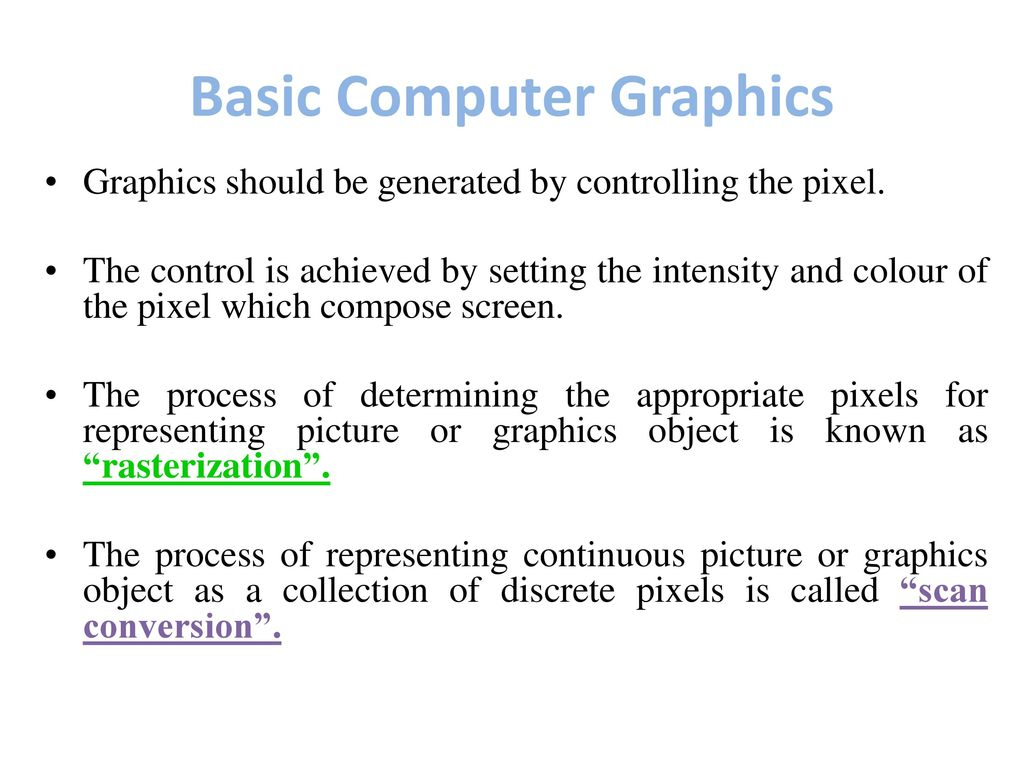 Basic Computer Graphics
• Graphics should be generated by controlling the pixel.
• The control is achieved by setting the intensity and colour of
the pixel which compose screen.
• The process of determining the appropriate pixels for
representing picture or graphics object is known as
“rasterization”.
• The process of representing continuous picture or graphics
object as a collection of discrete pixels is called “scan
conversion”.